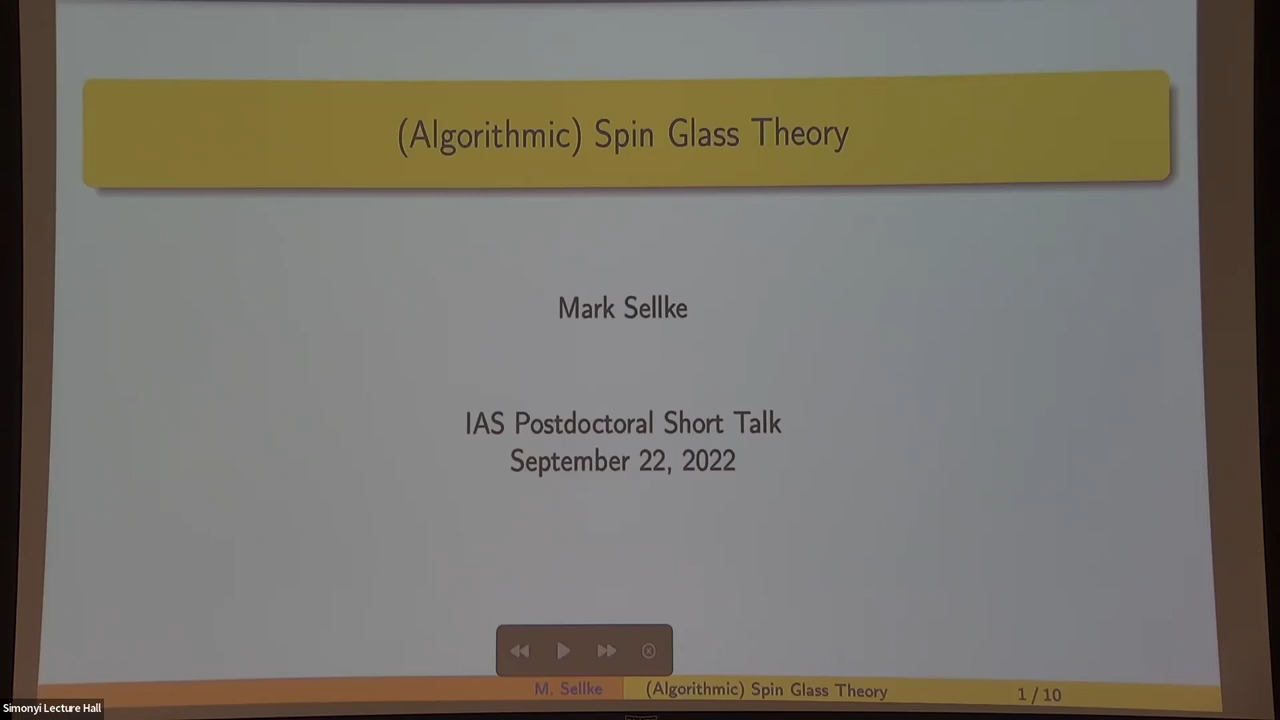 (Algorithmic) Spin Glass Theory
Mark Sellke
IAS Postdoctoral Short Talk
September 22, 2022
M. Sellke
(Algorithmic) Spin Glass Theory
1 / 10
Simonyi Lecture Hall